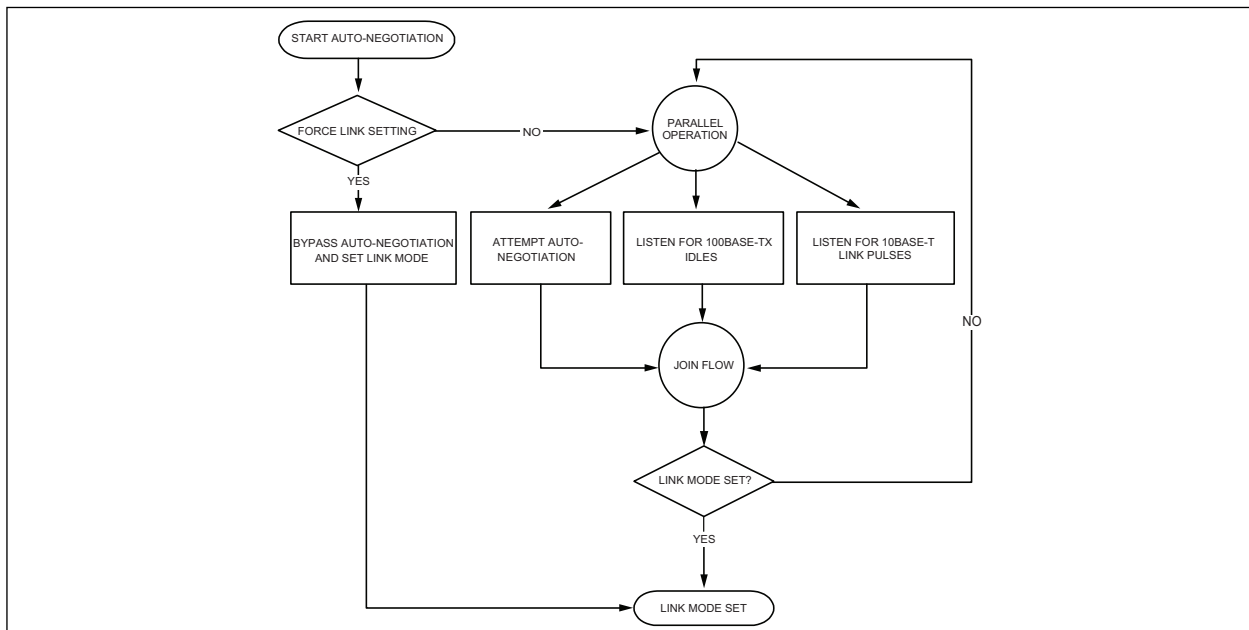 START AUTO-NEGOTIATION
FORCE LINK SETTING
NO
PARALLEL
OPERATION
YES
BYPASS AUTO-NEGOTIATION
AND SET LINK MODE
ATTEMPT AUTO-
NEGOTIATION
LISTEN FOR 100BASE-TX
IDLES
LISTEN FOR 10BASE-T
LINK PULSES
NO
JOIN FLOW
LINK MODE SET?
YES
LINK MODE SET